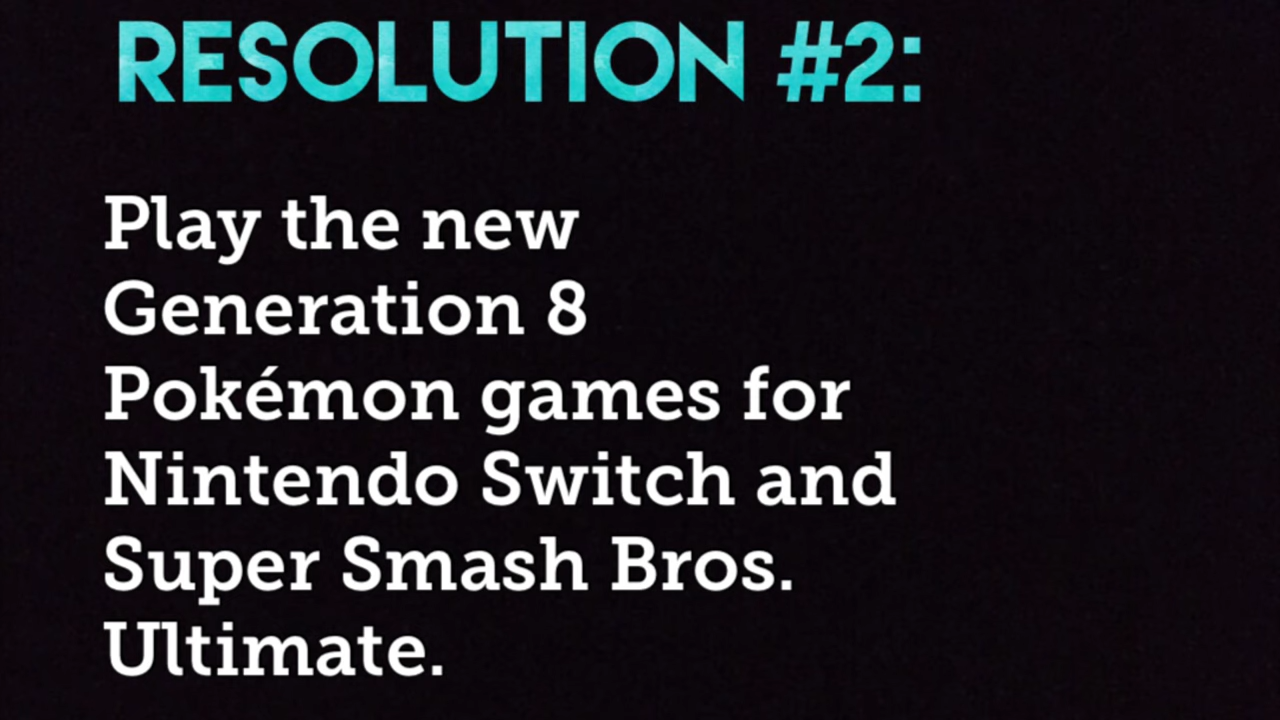 RESOLUTION #2:
Play the new
Generation 8
Pokémon games for
Nintendo Switch and
Super Smash Bros.
Ultimate.